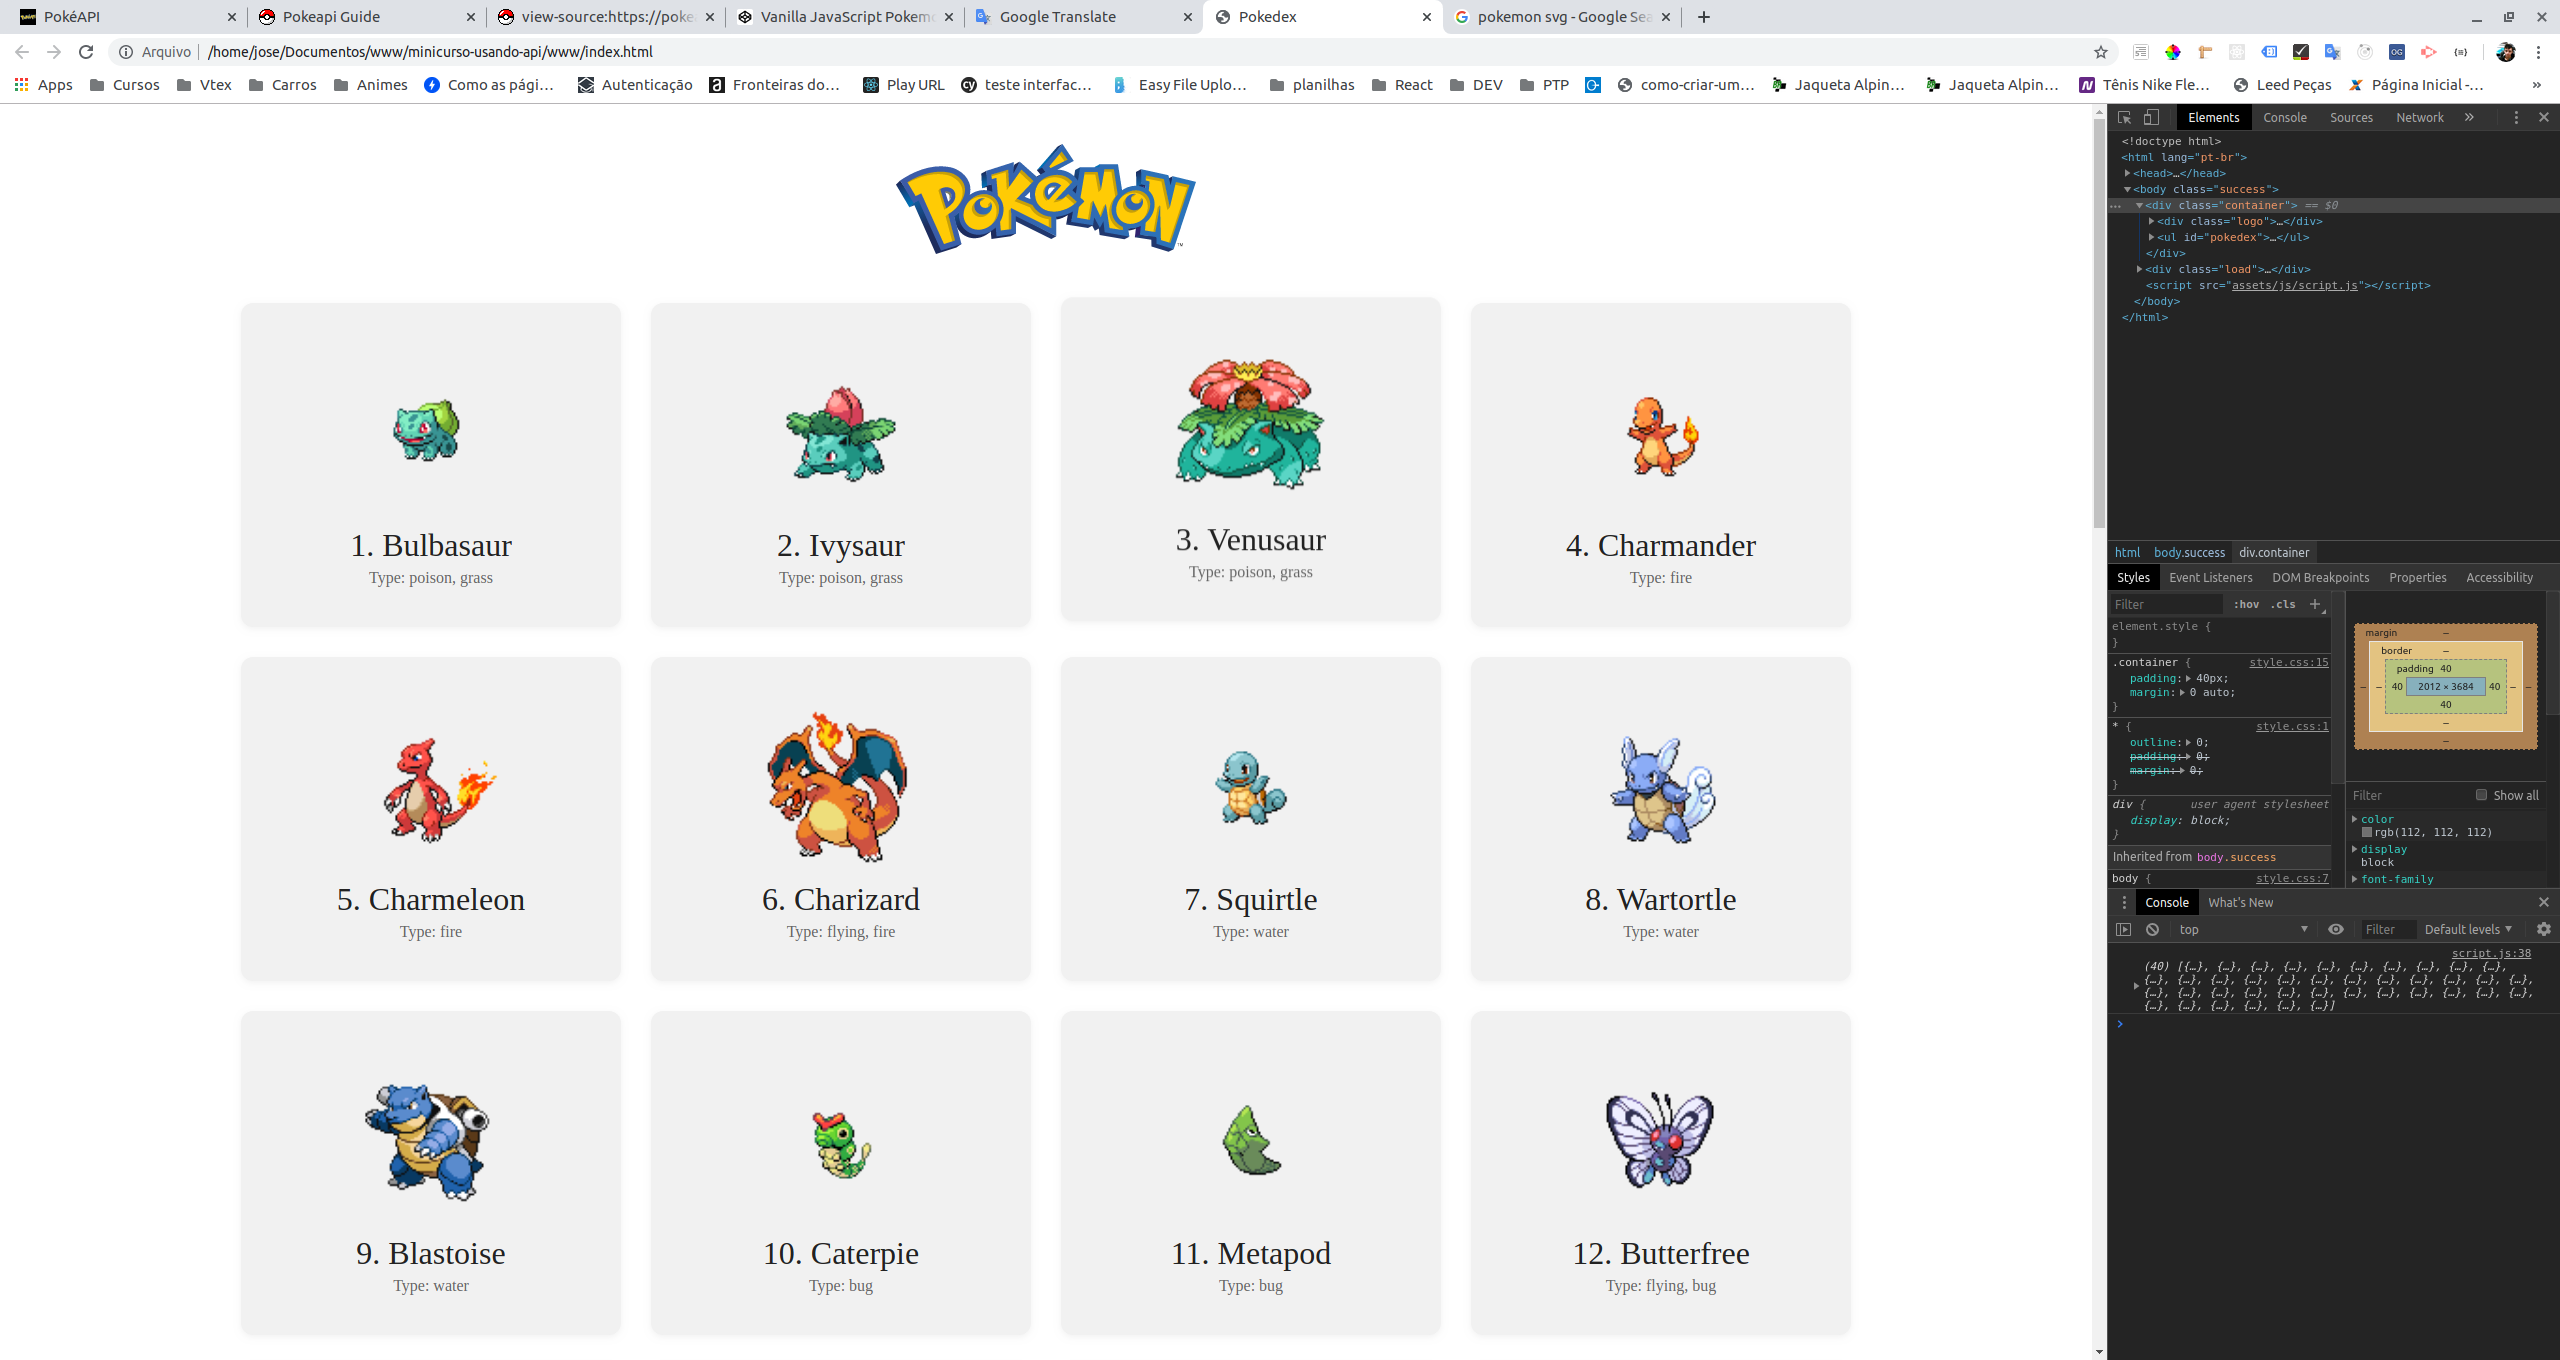 PokéAPI
Pokeapi Guide
view-source:https://poke
Vanilla JavaScript Pokem
Google Translate
Pokedex
pokemon svg - Google Sea
Arquivo /home/jose/Documentos/www/minicurso-usando-api/www/index.html
Apps Cursos Vtex Carros Animes Como as pági… Autenticação Fronteiras do… Play URL teste interfac… Easy File Uplo… planilhas React DEV PTP como-criar-um… Jaqueta Alpin… Jaqueta Alpin… Tênis Nike Fle… Leed Peças Página Inicial -… »
POKéMON
TM
1. Bulbasaur
Type: poison, grass
2. Ivysaur
Type: poison, grass
3. Venusaur
Type: poison, grass
4. Charmander
Type: fire
5. Charmeleon
Type: fire
6. Charizard
Type: flying, fire
7. Squirtle
Type: water
8. Wartortle
Type: water
9. Blastoise
Type: water
10. Caterpie
Type: bug
11. Metapod
Type: bug
12. Butterfree
Type: flying, bug
Elements Console Sources Network »
<!doctype html>
<html lang="pt-br">
<head>…</head>
<body class="success">
<div class="container"> == $0
<div class="logo">…</div>
<ul id="pokedex">…</ul>
</div>
<div class="load">…</div>
<script src="assets/js/script.js"></script>
</body>
</html>
html body.success div.container
Styles Event Listeners DOM Breakpoints Properties Accessibility
Filter :hov .cls +
element.style {
}
.container { style.css:15
padding: 40px;
margin: 0 auto;
}
* { style.css:1
outline: 0;
padding: 0;
margin: 0;
}
div { user agent stylesheet
display: block;
}
Inherited from body.success
body { style.css:7
margin –
border –
padding 40
– – 40 2012 × 3684 40 – –
40
–
–
Filter Show all
color
rgb(112, 112, 112)
display
block
font-family
Console What's New
top Filter Default levels
script.js:38
(40) [{…}, {…}, {…}, {…}, {…}, {…}, {…}, {…}, {…}, {…},
{…}, {…}, {…}, {…}, {…}, {…}, {…}, {…}, {…}, {…}, {…}, {…},
{…}, {…}, {…}, {…}, {…}, {…}, {…}, {…}, {…}, {…}, {…}, {…},
{…}, {…}, {…}, {…}, {…}, {…}]